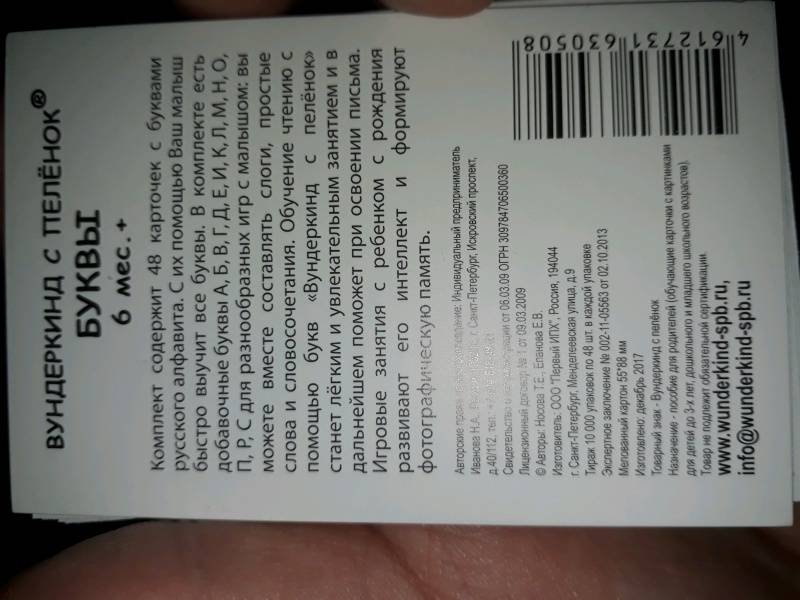 ВУНДЕРКИНД С ПЕЛЁНОК®
БУКВЫ
6 мес. +
Комплект содержит 48 карточек с буквами
русского алфавита. С их помощью Ваш малыш
быстро выучит все буквы. В комплекте есть
добавочные буквы А, Б, В, Г, Д, Е, И, К, Л, М, Н, О,
П, Р, С для разнообразных игр с малышом: вы
можете вместе составлять слоги, простые
слова и словосочетания. Обучение чтению с
помощью букв «Вундеркинд с пелёнок»
станет лёгким и увлекательным занятием и в
дальнейшем поможет при освоении письма.
Игровые занятия с ребенком с рождения
развивают его интеллект и формируют
фотографическую память.
Авторские Индивидуальный предприниматель
Иванова Н.А., г. Санкт-Петербург, Искровский проспект,
д.40/112, тел.
Свидетельство о от 06.03.09 ОГРН 309784706500360
Лицензионный договор № 1 от 09.03.2009
© Авторы: Носова Т.Е., Епанова Е.В.
Изготовитель: ООО "Первый ИПХ", Россия, 194044
г. Санкт-Петербург, Менделеевская улица, д.9
Тираж 10 000 упаковок по 48 шт. в каждой упаковке
Экспертное заключение № 002-11-05563 от 02.10.2013
Мелованный картон 55*88 мм
Изготовлено: декабрь 2017
Товарный знак - Вундеркинд с пелёнок
Назначение - пособие для родителей (обучающие карточки с картинками
для детей до 3-х лет, дошкольного и младшего школьного возрастов).
Товар не подлежит обязательной сертификации.
www.wunderkind-spb.ru,
info@wunderkind-spb.ru
4 612731 630508